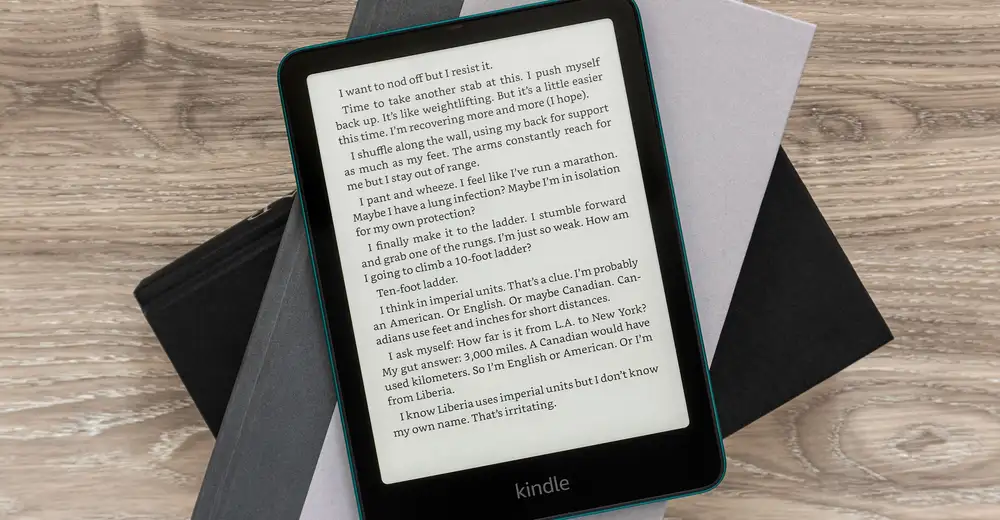 I want to nod off but I resist it.
Time to take another stab at this. I push myself
back up. It's like weightlifting. But it's a little easier
this time. I'm recovering more and more (I hope).
I shuffle along the wall, using my back for support
as much as my feet. The arms constantly reach for
me but I stay out of range.
I pant and wheeze. I feel like I've run a marathon.
Maybe I have a lung infection? Maybe I'm in isolation
for my own protection?
I finally make it to the ladder. I stumble forward
and grab one of the rungs. I'm just so weak. How am
I going to climb a 10-foot ladder?
Ten-foot ladder.
I think in imperial units. That's a clue. I'm probably
an American. Or English. Or maybe Canadian. Can-
adians use feet and inches for short distances.
I ask myself: How far is it from L.A. to New York?
My gut answer: 3,000 miles. A Canadian would have
used kilometers. So I'm English or American. Or I'm
from Liberia.
I know Liberia uses imperial units but I don't know
my own name. That's irritating.
kindle